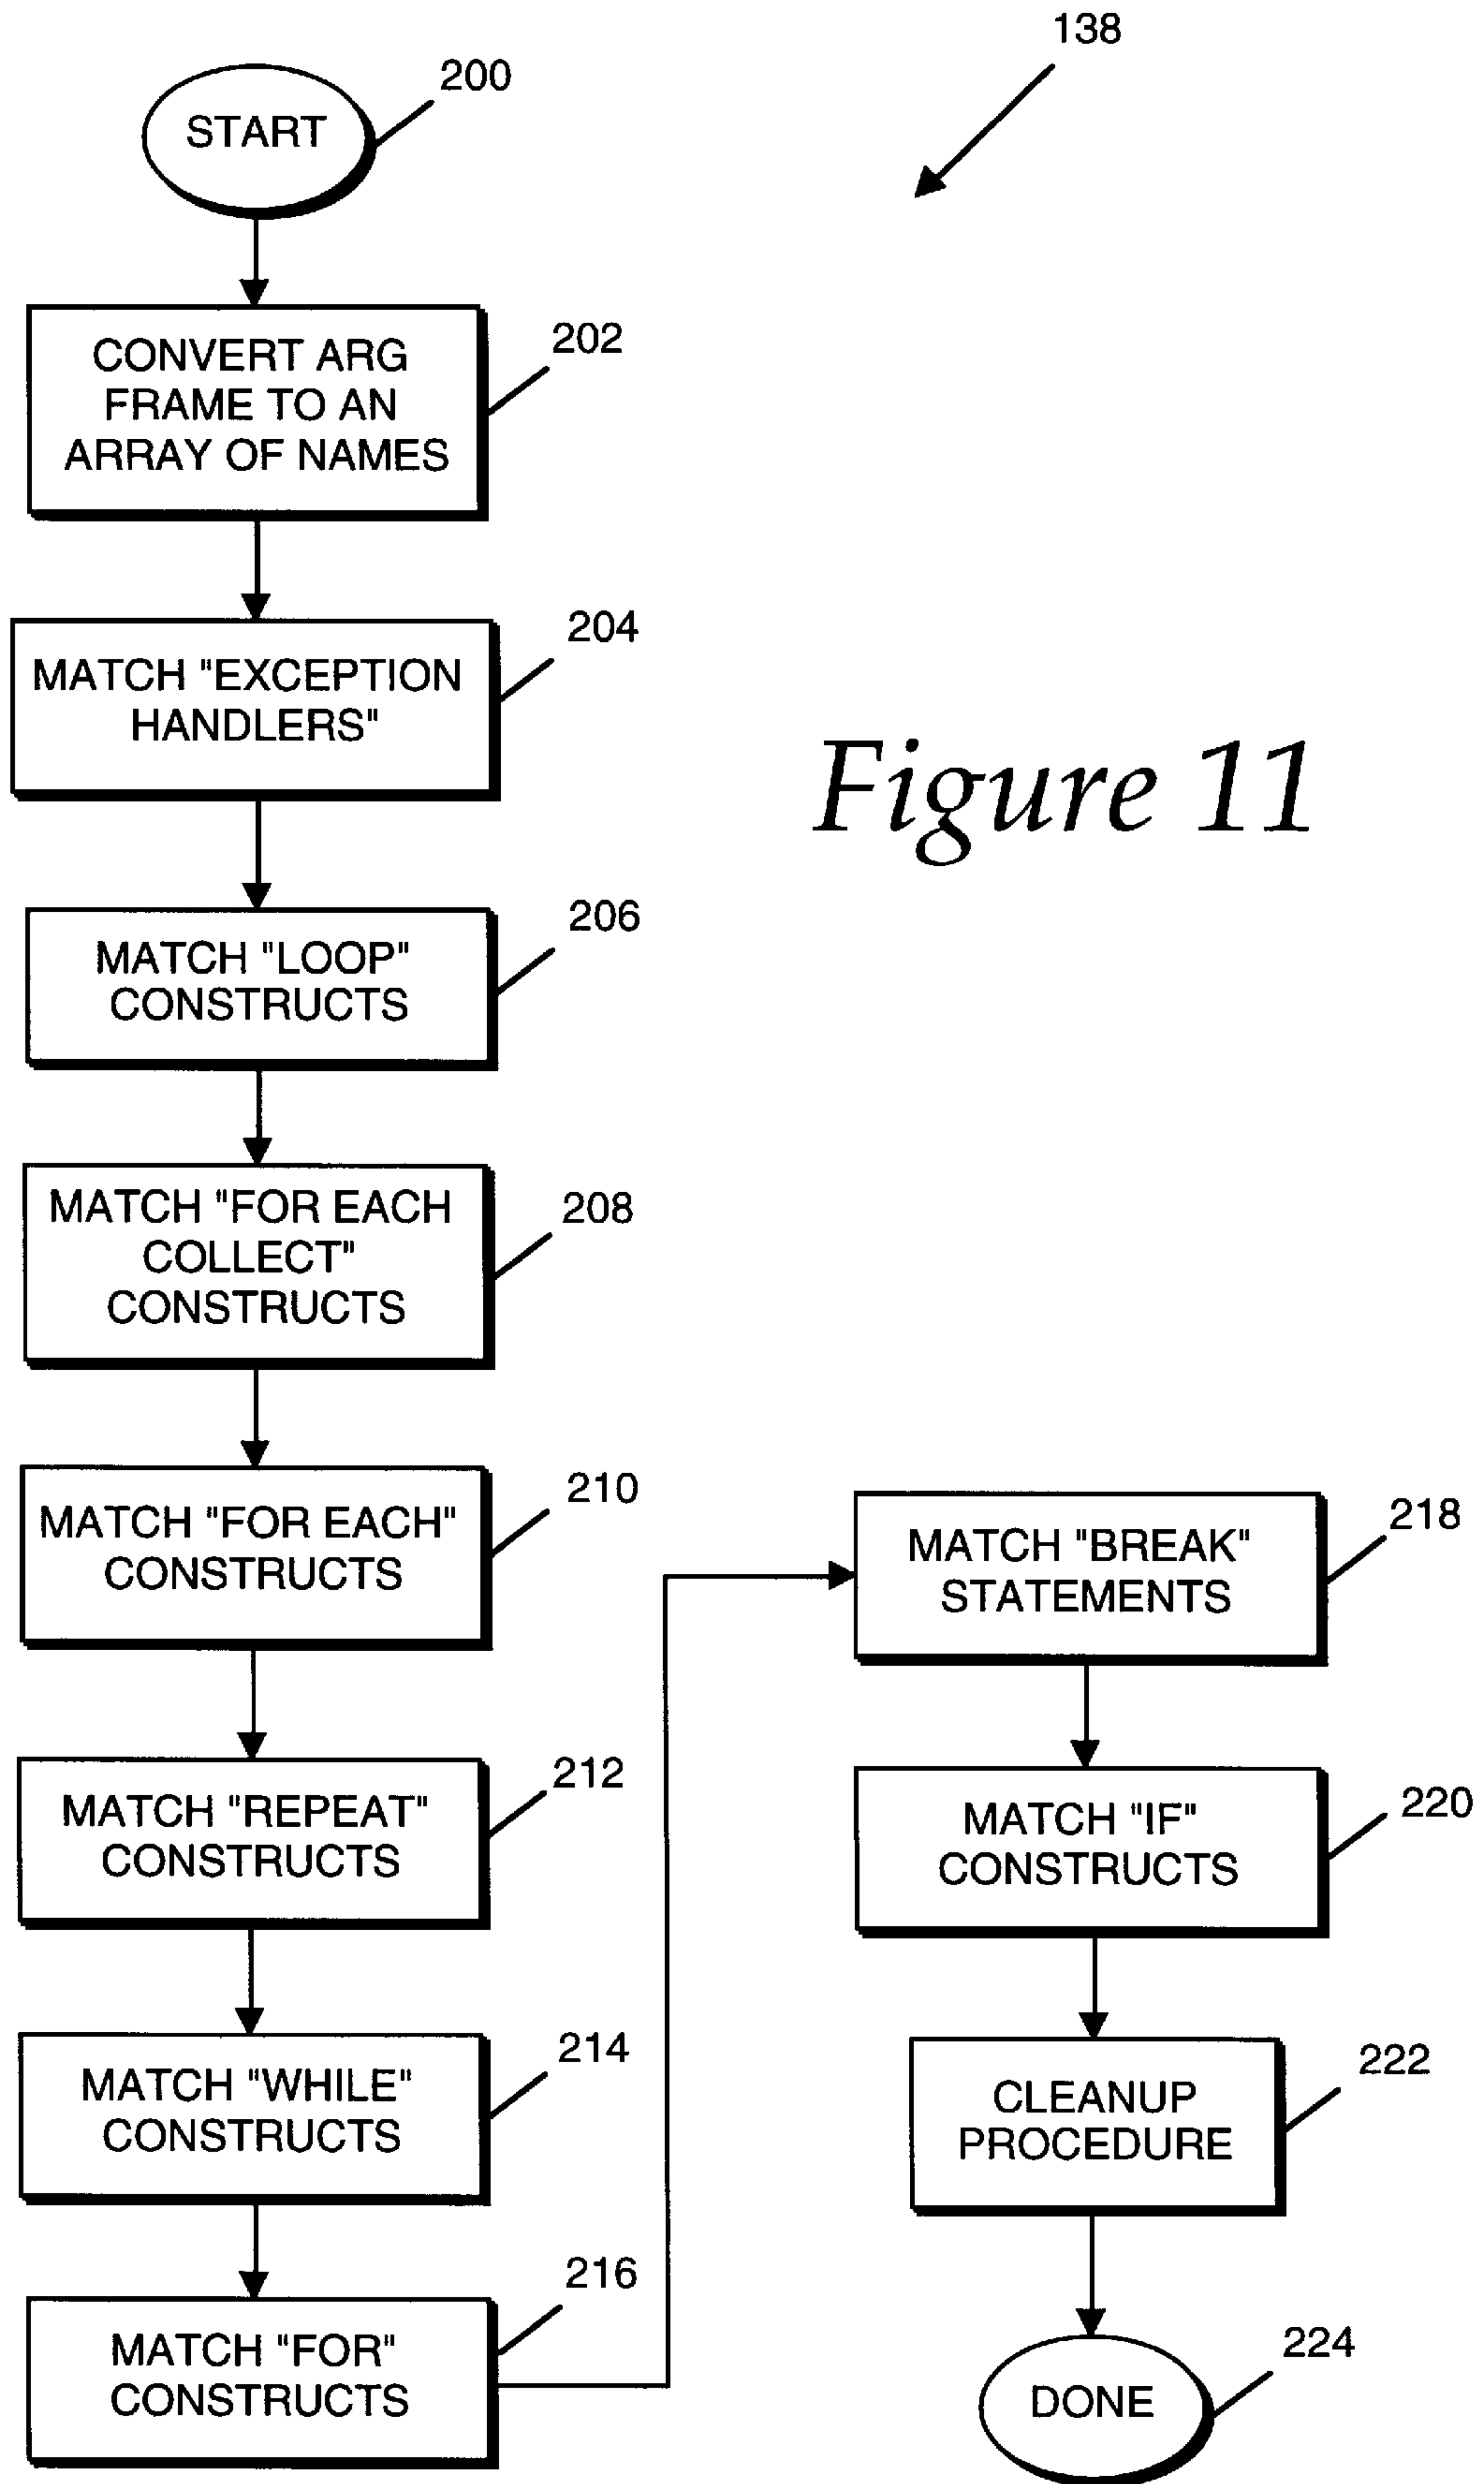 138
200
START
202
CONVERT ARG
FRAME TO AN
ARRAY OF NAMES
204
MATCH "EXCEPTION
HANDLERS"
Figure 11
206
MATCH "LOOP"
CONSTRUCTS
208
MATCH "FOR EACH
COLLECT"
CONSTRUCTS
210
MATCH "FOR EACH"
CONSTRUCTS
212
MATCH "REPEAT"
CONSTRUCTS
214
MATCH "WHILE"
CONSTRUCTS
216
MATCH "FOR"
CONSTRUCTS
218
MATCH "BREAK"
STATEMENTS
220
MATCH "IF"
CONSTRUCTS
222
CLEANUP
PROCEDURE
224
DONE